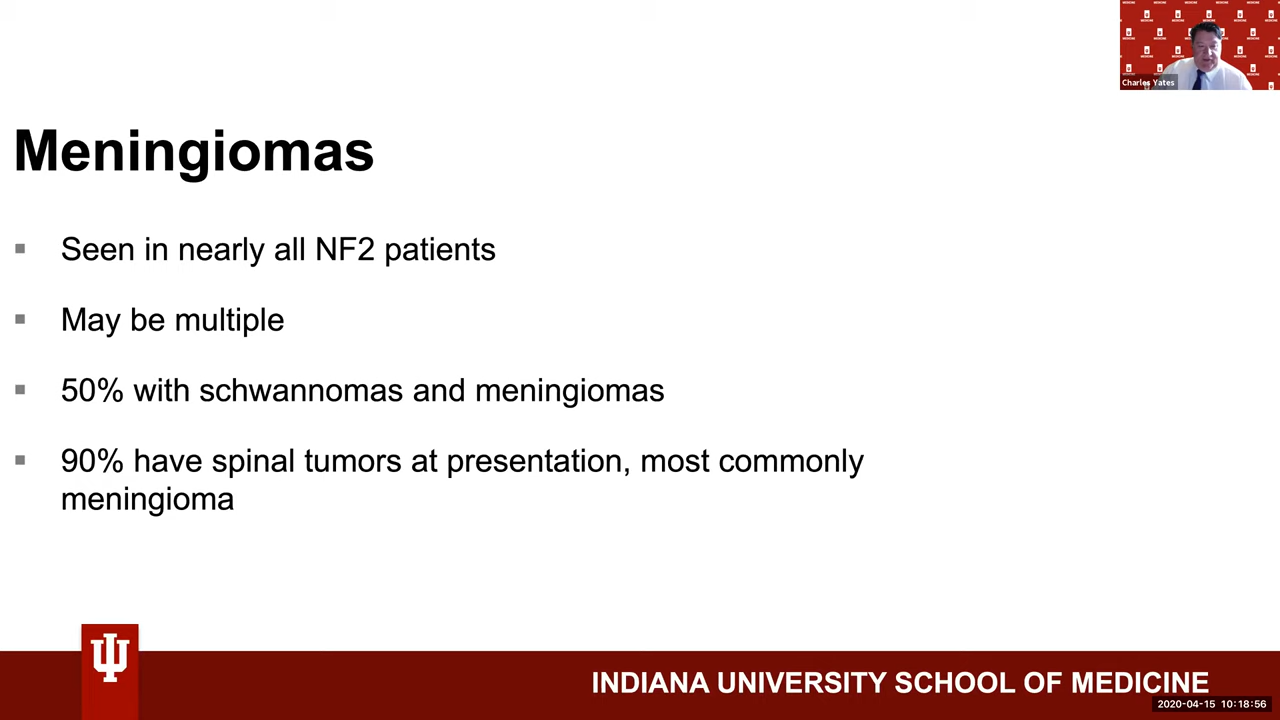 Charles Yates
Meningiomas
Seen in nearly all NF2 patients
May be multiple
50% with schwannomas and meningiomas
90% have spinal tumors at presentation, most commonly
meningioma
INDIANA UNIVERSITY SCHOOL OF MEDICINE
2020-04-15 10:18:56